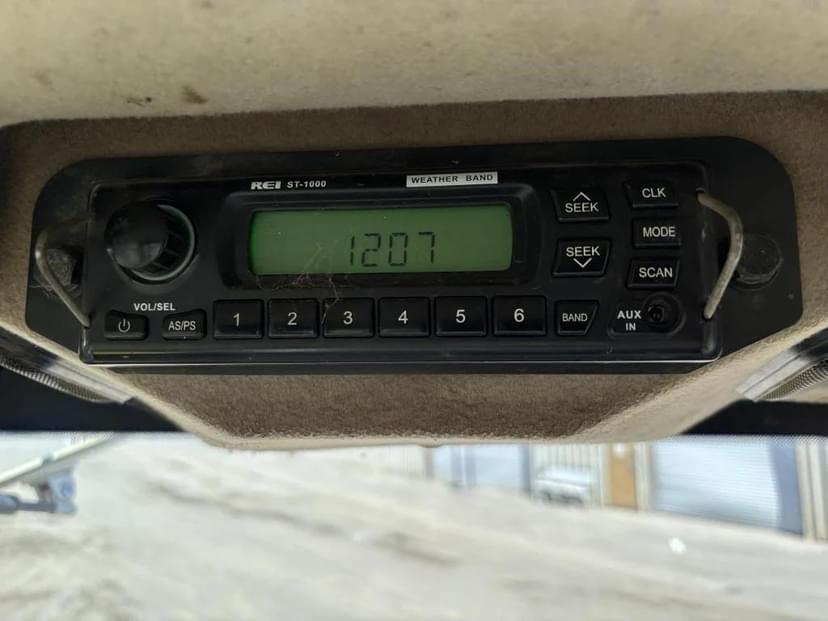 REI ST-1000
WEATHER BAND
1207
SEEK
SEEK
CLK
MODE
SCAN
VOL/SEL
AS/PS
1 2 3 4 5 6
BAND
AUX
IN